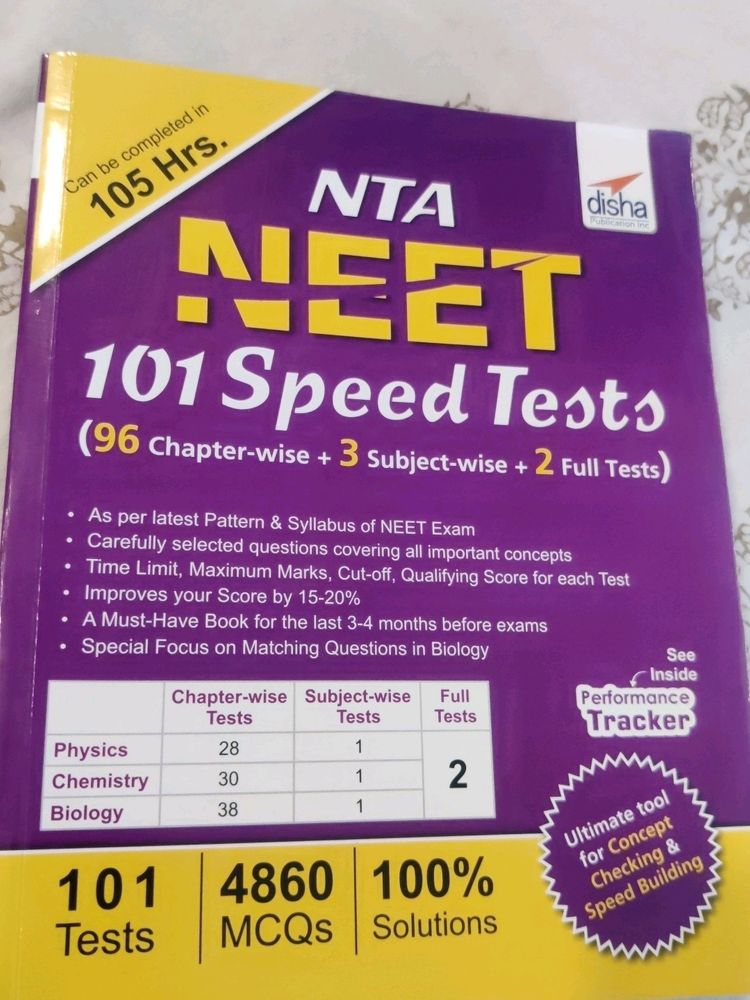 Can be completed in
105 Hrs.
disha
Publication Inc
NTA
NEET
101 Speed Tests
(96 Chapter-wise + 3 Subject-wise + 2 Full Tests)
• As per latest Pattern & Syllabus of NEET Exam
• Carefully selected questions covering all important concepts
• Time Limit, Maximum Marks, Cut-off, Qualifying Score for each Test
• Improves your Score by 15-20%
• A Must-Have Book for the last 3-4 months before exams
• Special Focus on Matching Questions in Biology
See
Inside
Performance
Tracker
Chapter-wise Subject-wise Full
Tests Tests Tests
Physics 28 1
Chemistry 30 1 2
Biology 38 1
Ultimate tool
for Concept
Checking &
Speed Building
101 4860 100%
Tests MCQs Solutions